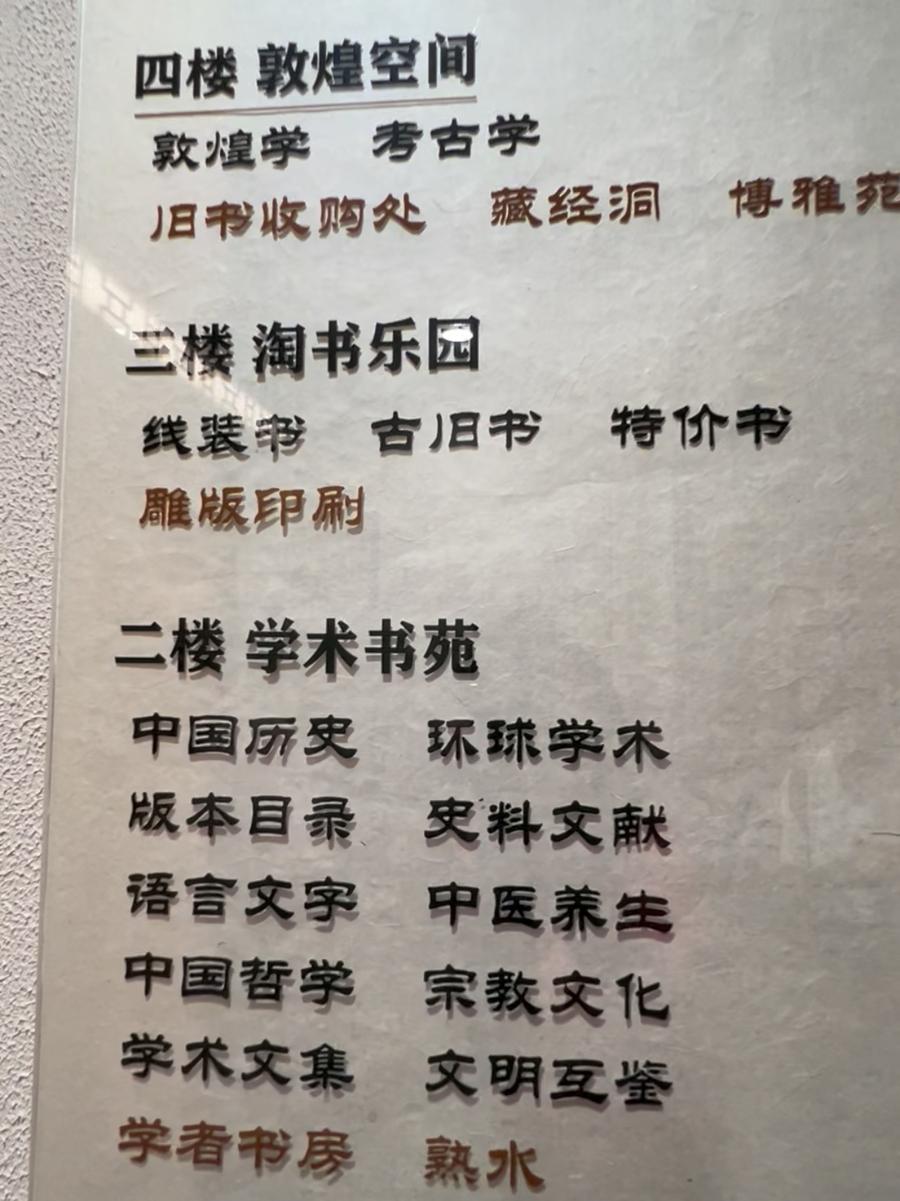 四楼 敦煌空间
敦煌学 考古学
旧书收购处 藏经洞 博雅苑
三楼 淘书乐园
线装书 古旧书 特价书
雕版印刷
二楼 学术书苑
中国历史 环球学术
版本目录 史料文献
语言文字 中医养生
中国哲学 宗教文化
学术文集 文明互鉴
学者书房 熟水